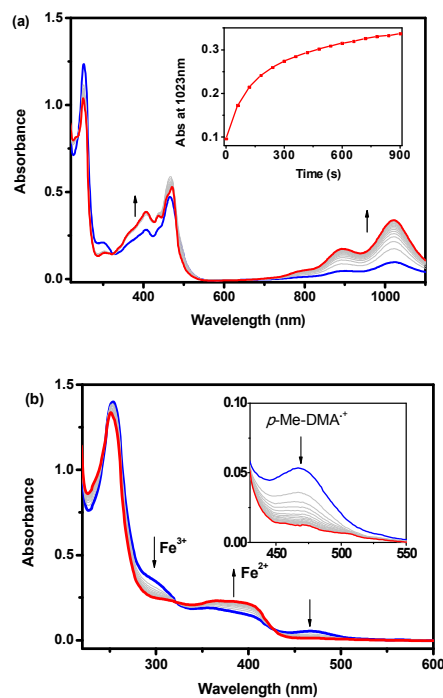 (a)
1.5
1.0
0.5
0.0
Absorbance
400 600 800 1000
Wavelength (nm)
0.3
0.2
0.1
Abs at 1023nm
0 300 600 900
Time (s)
(b)
1.5
1.0
0.5
0.0
Absorbance
300 400 500 600
Wavelength (nm)
Fe³⁺
Fe²⁺
0.10
0.05
0.00
p-Me-DMA·⁺
450 500 550